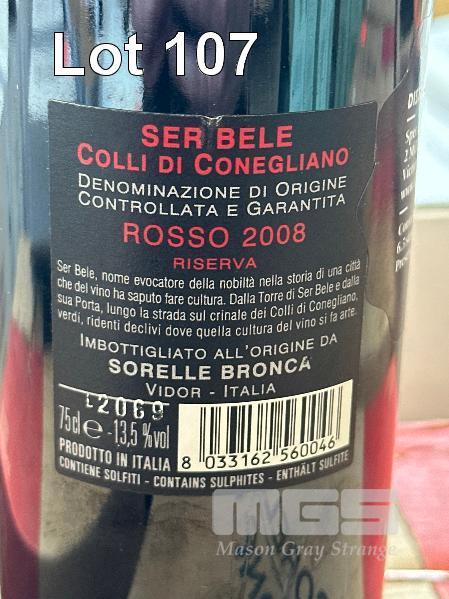 Lot 107
SER BELE
COLLI DI CONEGLIANO
DENOMINAZIONE DI ORIGINE
CONTROLLATA E GARANTITA
ROSSO 2008
RISERVA
Ser Bele, nome evocatore della nobiltà nella storia di una città
che del vino ha saputo fare cultura. Dalla Torre di Ser Bele e dalla
sua Porta, lungo la strada sul crinale dei Colli di Conegliano,
verdi, ridenti declivi dove quella cultura del vino si fa arte.
IMBOTTIGLIATO ALL'ORIGINE DA
SORELLE BRONCA
VIDOR - ITALIA
L2069
75cl e -13,5 %vol
PRODOTTO IN ITALIA
8 033162 560046
CONTIENE SOLFITI - CONTAINS SULPHITES - ENTHÄLT SULFITE
MGS
Mason Gray Strange